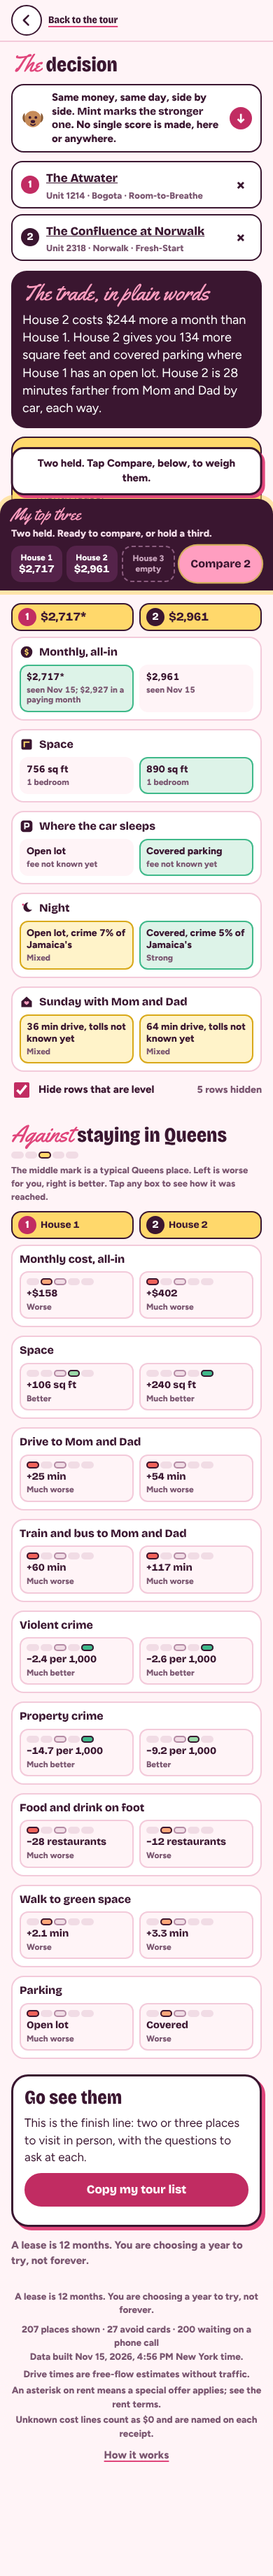 Back to the tour
The decision
Same money, same day, side by
side. Mint marks the stronger
one. No single score is made, here
or anywhere.
1 The Atwater ×
Unit 1214 · Bogota · Room-to-Breathe
2 The Confluence at Norwalk ×
Unit 2318 · Norwalk · Fresh-Start
The trade, in plain words
House 2 costs $244 more a month than
House 1. House 2 gives you 134 more
square feet and covered parking where
House 1 has an open lot. House 2 is 28
minutes farther from Mom and Dad by
car, each way.
Two held. Tap Compare, below, to weigh
them.
My top three
Two held. Ready to compare, or hold a third.
House 1 House 2 House 3 Compare 2
$2,717 $2,961 empty
1 $2,717* 2 $2,961
$ Monthly, all-in
$2,717* $2,961
seen Nov 15; $2,927 in a seen Nov 15
paying month
Space
756 sq ft 890 sq ft
1 bedroom 1 bedroom
P Where the car sleeps
Open lot Covered parking
fee not known yet fee not known yet
Night
Open lot, crime 7% of Covered, crime 5% of
Jamaica's Jamaica's
Mixed Strong
Sunday with Mom and Dad
36 min drive, tolls not 64 min drive, tolls not
known yet known yet
Mixed Mixed
Hide rows that are level 5 rows hidden
Against staying in Queens
The middle mark is a typical Queens place. Left is worse
for you, right is better. Tap any box to see how it was
reached.
1 House 1 2 House 2
Monthly cost, all-in
+$158 +$402
Worse Much worse
Space
+106 sq ft +240 sq ft
Better Much better
Drive to Mom and Dad
+25 min +54 min
Much worse Much worse
Train and bus to Mom and Dad
+60 min +117 min
Much worse Much worse
Violent crime
−2.4 per 1,000 −2.6 per 1,000
Much better Much better
Property crime
−14.7 per 1,000 −9.2 per 1,000
Much better Better
Food and drink on foot
−28 restaurants −12 restaurants
Much worse Worse
Walk to green space
+2.1 min +3.3 min
Worse Worse
Parking
Open lot Covered
Much worse Worse
Go see them
This is the finish line: two or three places
to visit in person, with the questions to
ask at each.
Copy my tour list
A lease is 12 months. You are choosing a year to
try, not forever.
A lease is 12 months. You are choosing a year to try, not
forever.
207 places shown · 27 avoid cards · 200 waiting on a
phone call
Data built Nov 15, 2026, 4:56 PM New York time.
Drive times are free-flow estimates without traffic.
An asterisk on rent means a special offer applies; see the
rent terms.
Unknown cost lines count as $0 and are named on each
receipt.
How it works